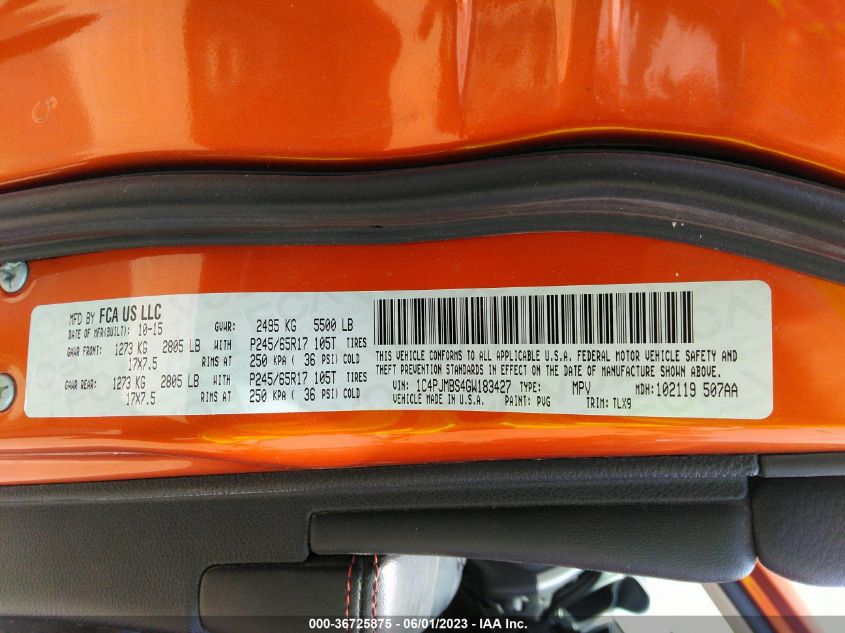 MFD BY FCA US LLC
DATE OF MFR(BUILT): 10-15 GVWR: 2495 KG 5500 LB
GAWR FRONT: 1273 KG 2805 LB WITH P245/65R17 105T TIRES
17X7.5 RIMS AT 250 KPA ( 36 PSI) COLD
GAWR REAR: 1273 KG 2805 LB WITH P245/65R17 105T TIRES
17X7.5 RIMS AT 250 KPA ( 36 PSI) COLD
THIS VEHICLE CONFORMS TO ALL APPLICABLE U.S.A. FEDERAL MOTOR VEHICLE SAFETY AND
THEFT PREVENTION STANDARDS IN EFFECT ON THE DATE OF MANUFACTURE SHOWN ABOVE.
VIN: 1C4PJMBS4GW183427 TYPE: MPV MDH: 102119 507AA
VEHICLE MADE IN U.S.A. PAINT: PVG TRIM: TLX9
000-36725875 - 06/01/2023 - IAA Inc.